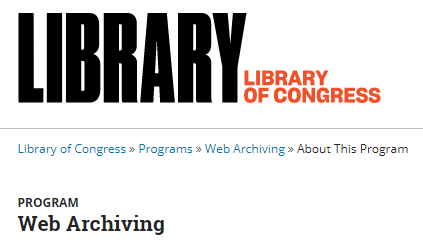 LIBRARY
LIBRARY
OF CONGRESS
Library of Congress » Programs » Web Archiving » About This Program
PROGRAM
Web Archiving